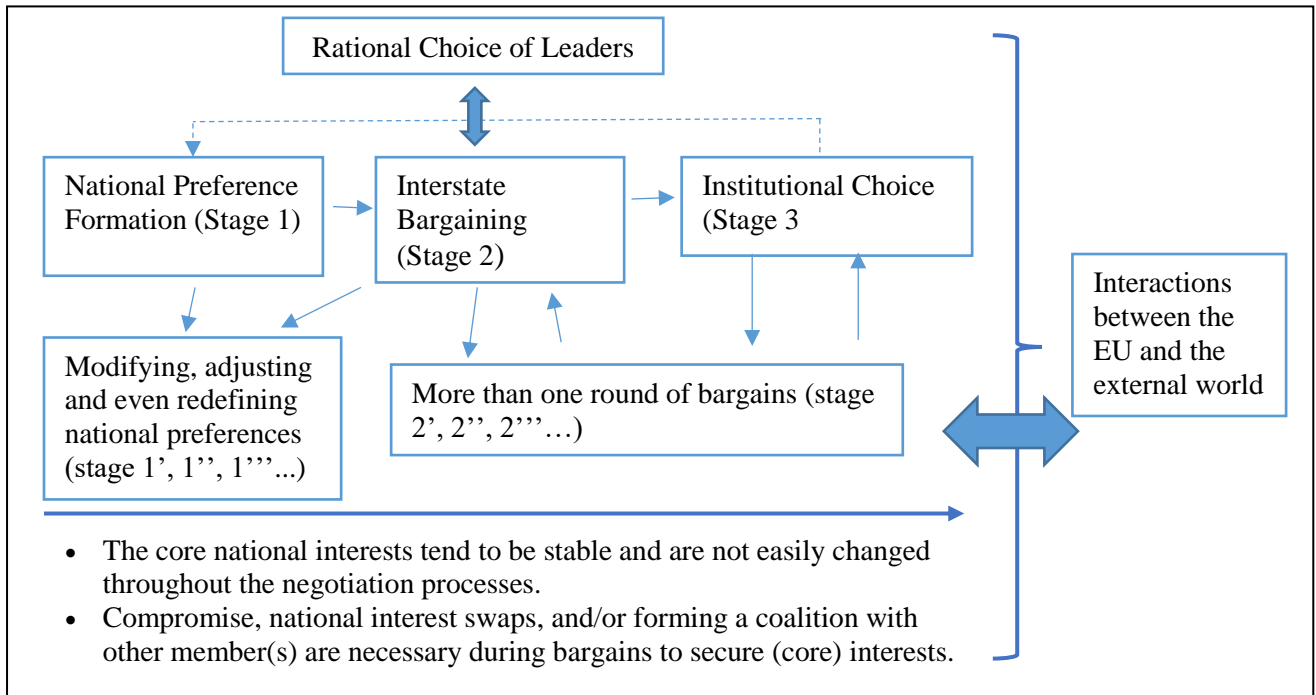 Rational Choice of Leaders
National Preference
Formation (Stage 1)
Interstate
Bargaining
(Stage 2)
Institutional Choice
(Stage 3
Interactions
between the
EU and the
external world
Modifying, adjusting
and even redefining
national preferences
(stage 1’, 1’’, 1’’’...)
More than one round of bargains (stage
2’, 2’’, 2’’’…)
• The core national interests tend to be stable and are not easily changed
throughout the negotiation processes.
• Compromise, national interest swaps, and/or forming a coalition with
other member(s) are necessary during bargains to secure (core) interests.